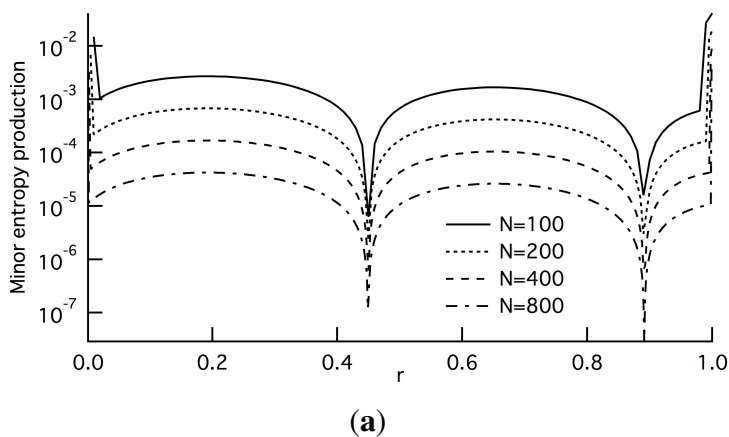 Minor entropy production
10⁻²
10⁻³
10⁻⁴
10⁻⁵
10⁻⁶
10⁻⁷
N=100
N=200
N=400
N=800
0.0 0.2 0.4 0.6 0.8 1.0
r
(a)